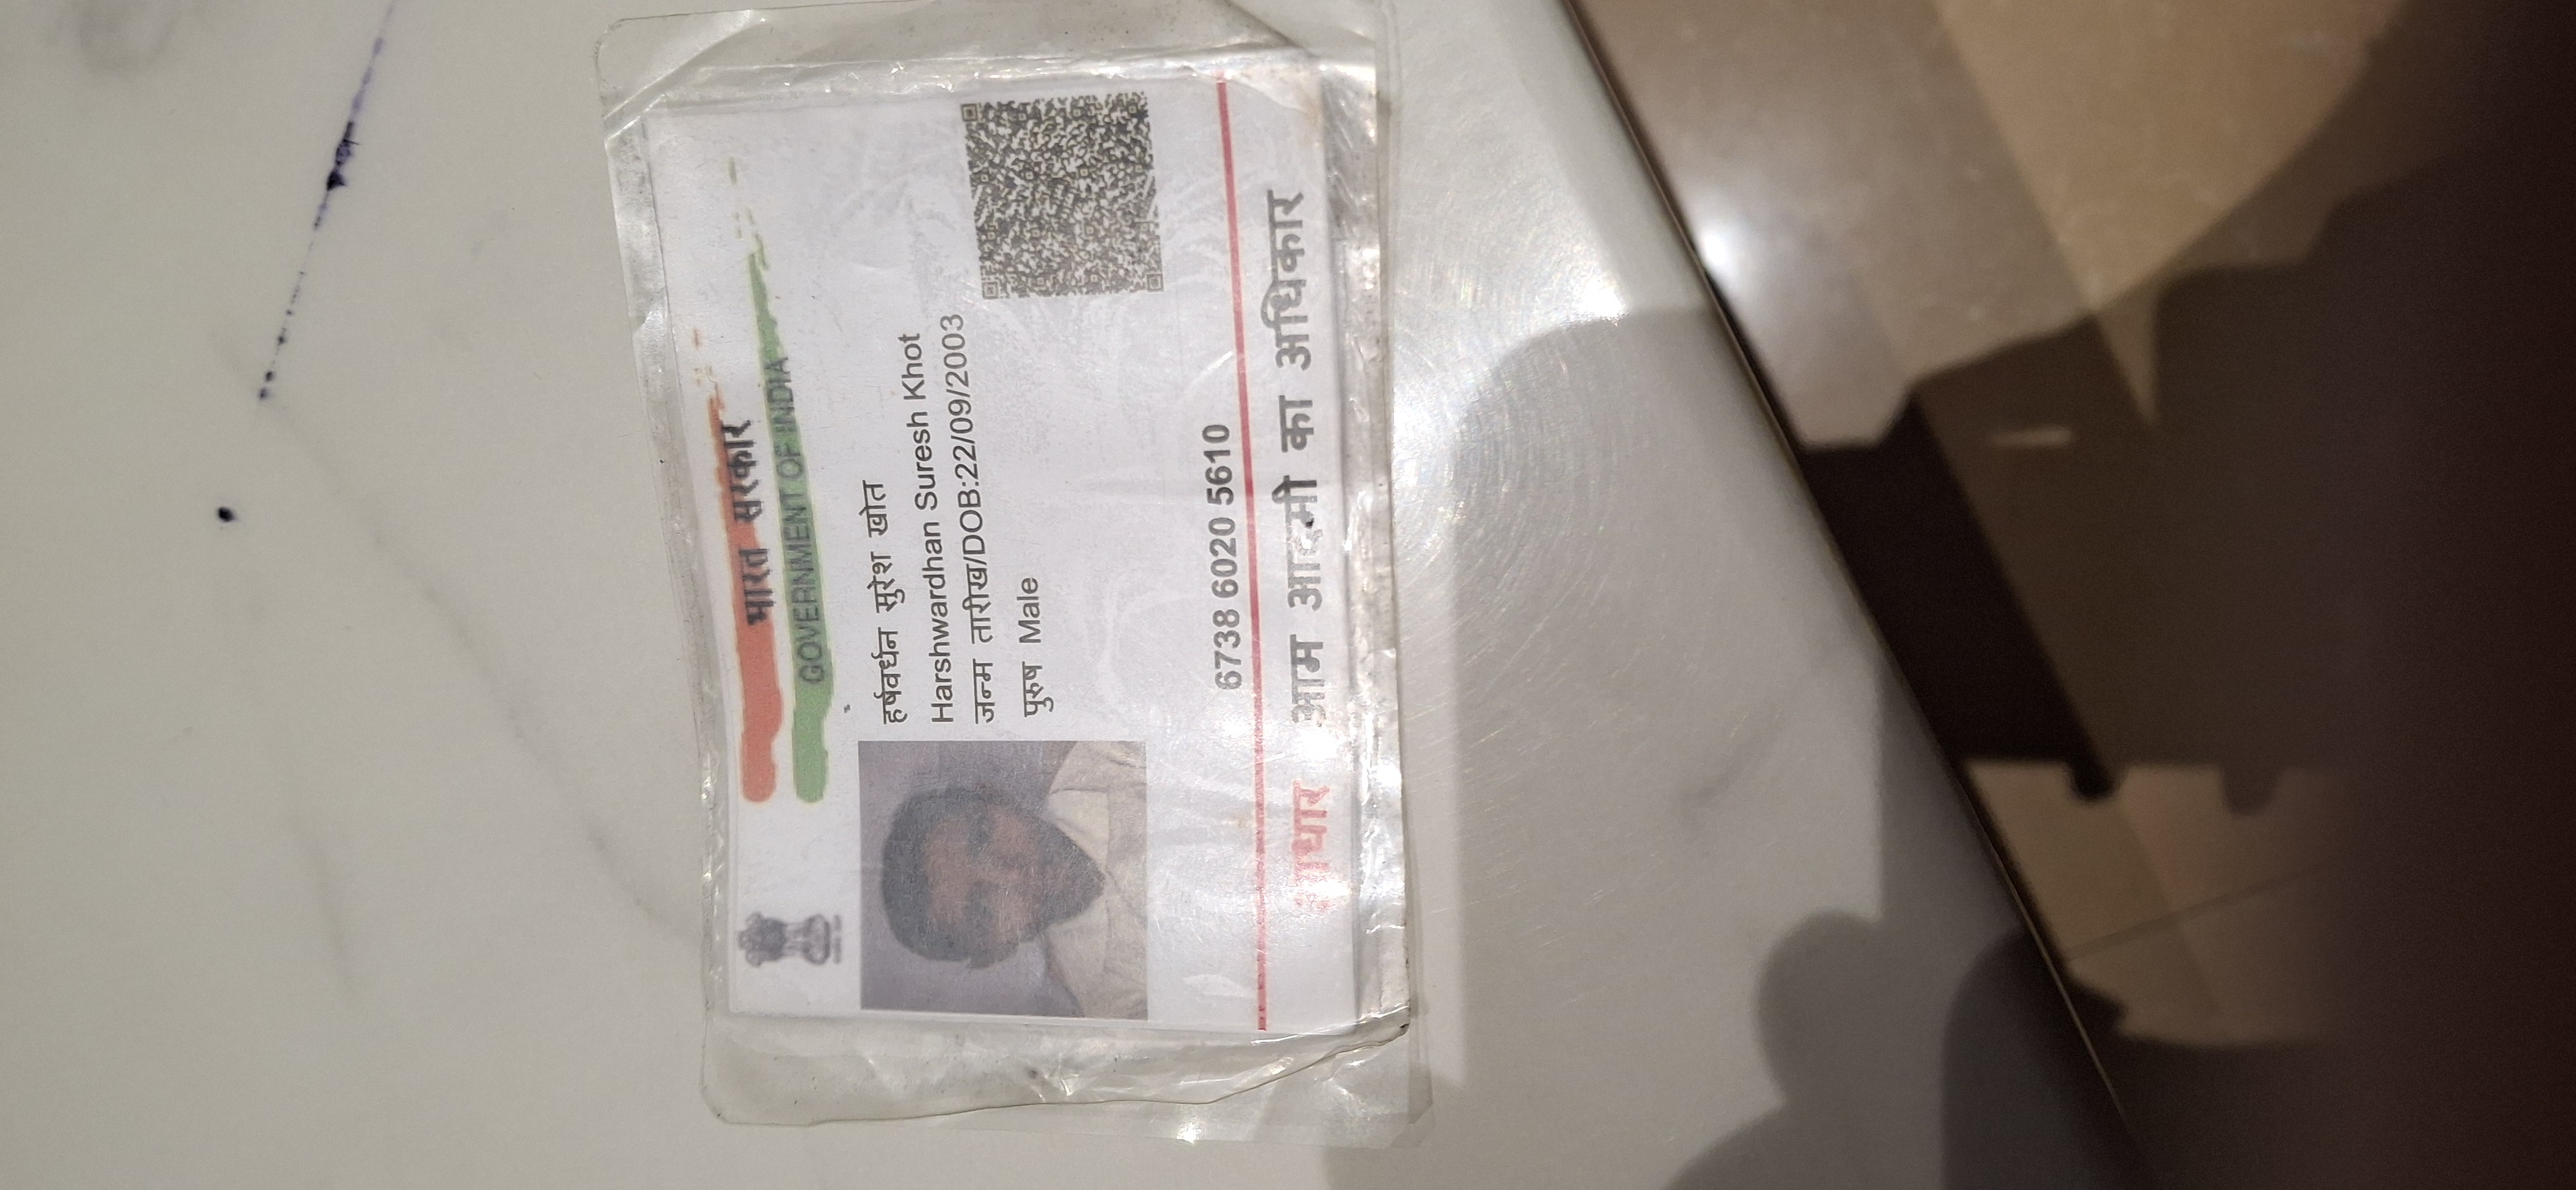 भारत सरकार
GOVERNMENT OF INDIA
हर्षवर्धन सुरेश खोत
Harshwardhan Suresh Khot
जन्म तारीख/DOB:22/09/2003
पुरुष Male
6738 6020 5610
आधार आम आदमी का अधिकार